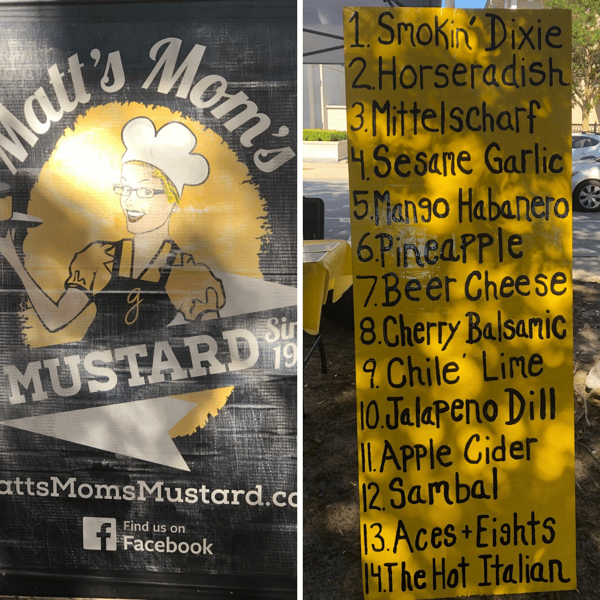 Matt's Mom's
g
MUSTARD
attsMomsMustard.co
f
Find us on
Facebook
1. Smokin' Dixie
2. Horseradish
3. Mittelscharf
4. Sesame Garlic
5. Mango Habanero
6. Pineapple
7. Beer Cheese
8. Cherry Balsamic
9. Chile' Lime
10. Jalapeno Dill
11. Apple Cider
12. Sambal
13. Aces + Eights
14. The Hot Italian